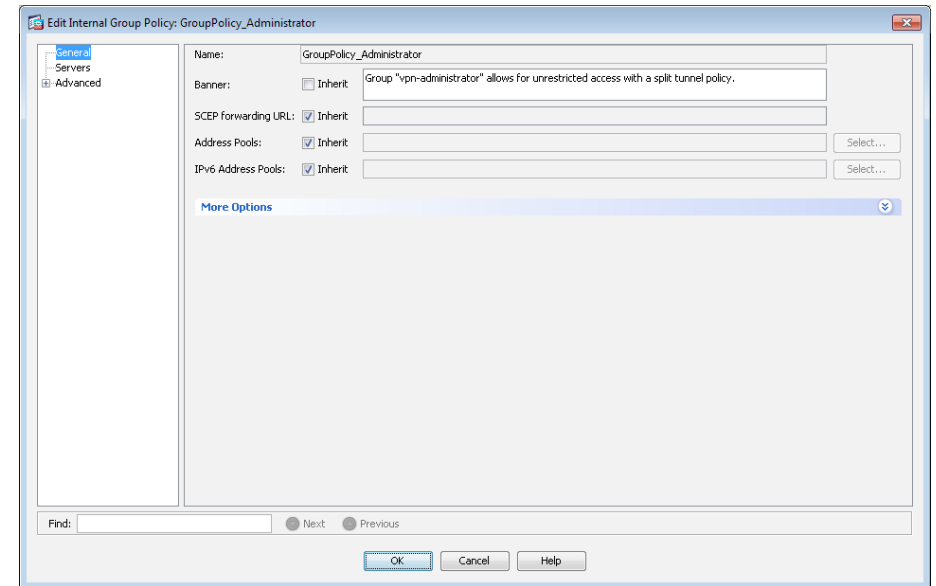 Edit Internal Group Policy: GroupPolicy_Administrator
General
Servers
Advanced
Name: GroupPolicy_Administrator
Banner: Inherit Group "vpn-administrator" allows for unrestricted access with a split tunnel policy.
SCEP forwarding URL: Inherit
Address Pools: Inherit Select...
IPv6 Address Pools: Inherit Select...
More Options
Find: Next Previous
OK Cancel Help